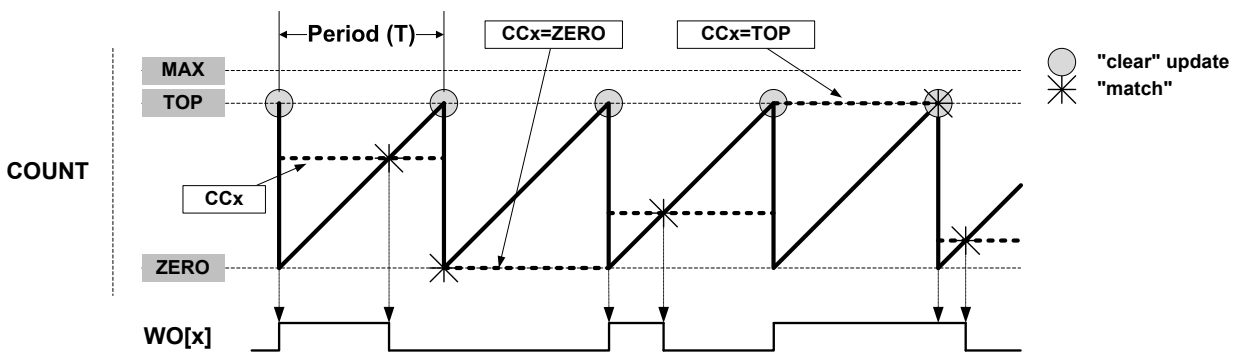 Period (T)
CCx=ZERO
CCx=TOP
"clear" update
"match"
MAX
TOP
COUNT
CCx
ZERO
WO[x]